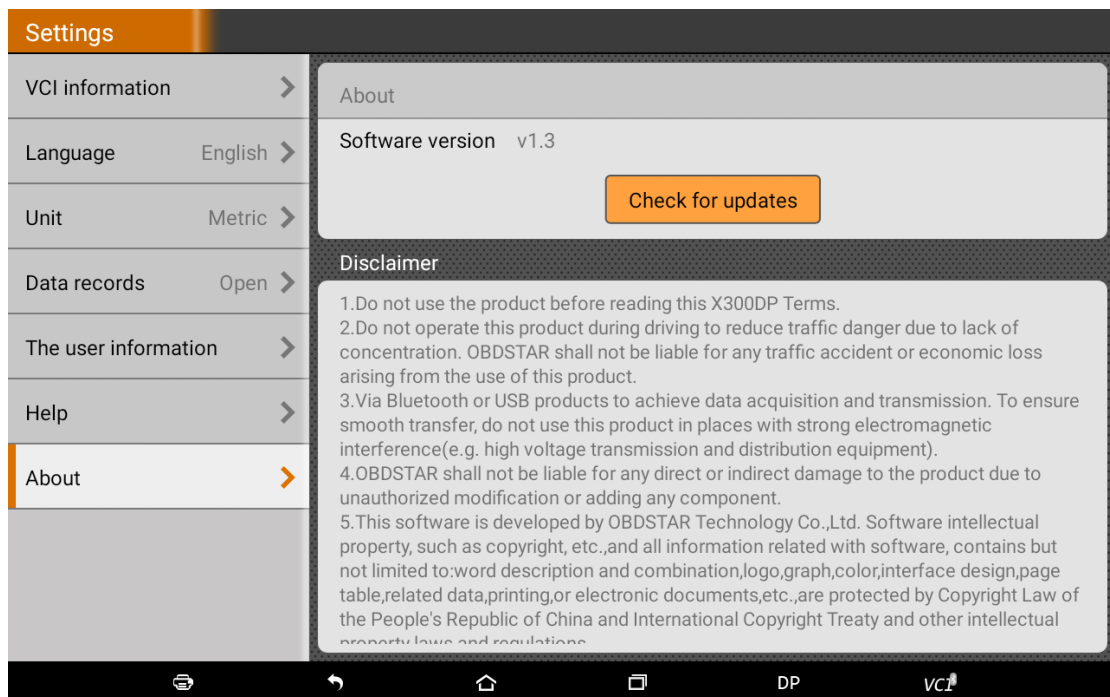 Settings
VCI information
Language English
Unit Metric
Data records Open
The user information
Help
About
About
Software version v1.3
Check for updates
Disclaimer
1.Do not use the product before reading this X300DP Terms.
2.Do not operate this product during driving to reduce traffic danger due to lack of
concentration. OBDSTAR shall not be liable for any traffic accident or economic loss
arising from the use of this product.
3.Via Bluetooth or USB products to achieve data acquisition and transmission. To ensure
smooth transfer, do not use this product in places with strong electromagnetic
interference(e.g. high voltage transmission and distribution equipment).
4.OBDSTAR shall not be liable for any direct or indirect damage to the product due to
unauthorized modification or adding any component.
5.This software is developed by OBDSTAR Technology Co.,Ltd. Software intellectual
property, such as copyright, etc.,and all information related with software, contains but
not limited to:word description and combination,logo,graph,color,interface design,page
table,related data,printing,or electronic documents,etc.,are protected by Copyright Law of
the People's Republic of China and International Copyright Treaty and other intellectual
property laws and regulations
DP
VCI